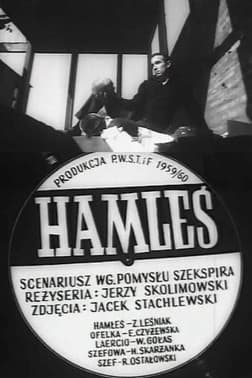 PRODUKCJA P.W.S.T.iF 1959/60
HAMLEŚ
SCENARIUSZ WG. POMYSŁU SZEKSPIRA
REŻYSERIA: JERZY SKOLIMOWSKI
ZDJĘCIA: JACEK STACHLEWSKI
HAMLEŚ-Z.LEŚNIAK
OFELKA-E.CZYŻEWSKA
LAERCIO-W.GOŁAS
SZEFOWA-H.SKARŻANKA
SZEF-R.OSTAŁOWSKI